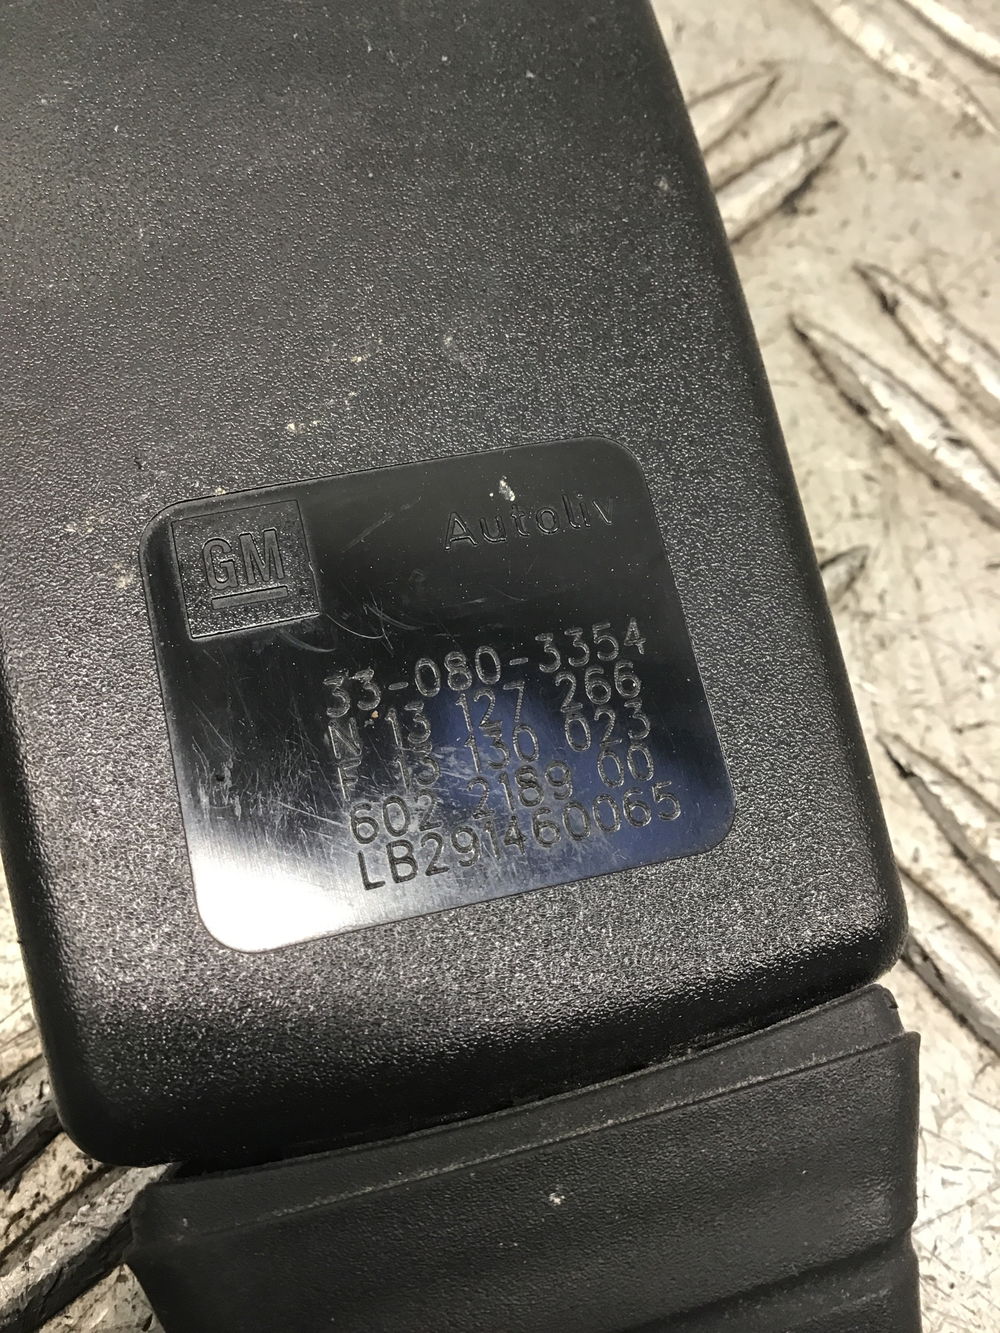 GM
Autoliv
33-080-3354
N 13 127 266
F 13 130 023
602 2189 00
LB291460065